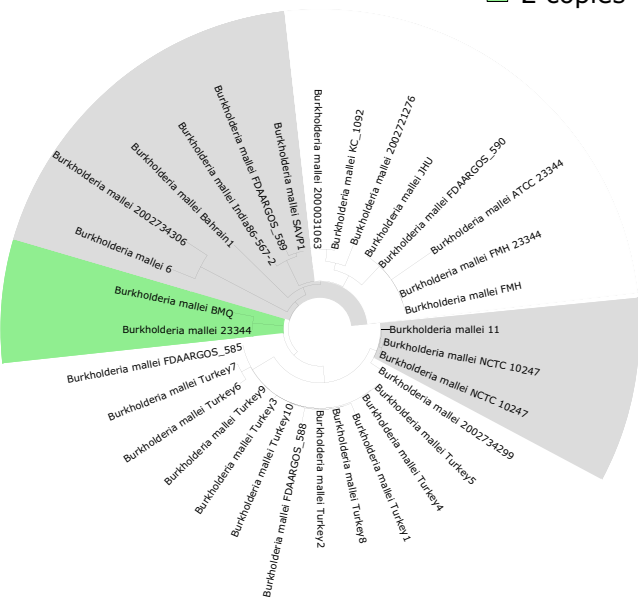 2 copies
Burkholderia mallei 2000031063
Burkholderia mallei KC_1092
Burkholderia mallei 2002721276
Burkholderia mallei JHU
Burkholderia mallei FDAARGOS_590
Burkholderia mallei ATCC 23344
Burkholderia mallei FMH 23344
Burkholderia mallei FMH
Burkholderia mallei 11
Burkholderia mallei NCTC 10247
Burkholderia mallei NCTC 10247
Burkholderia mallei 2002734299
Burkholderia mallei Turkey5
Burkholderia mallei Turkey4
Burkholderia mallei Turkey1
Burkholderia mallei Turkey8
Burkholderia mallei Turkey2
Burkholderia mallei FDAARGOS_588
Burkholderia mallei Turkey10
Burkholderia mallei Turkey3
Burkholderia mallei Turkey9
Burkholderia mallei Turkey6
Burkholderia mallei Turkey7
Burkholderia mallei FDAARGOS_585
Burkholderia mallei 23344
Burkholderia mallei BMQ
Burkholderia mallei 6
Burkholderia mallei 2002734306
Burkholderia mallei Bahrain1
Burkholderia mallei India86-567-2
Burkholderia mallei FDAARGOS_589
Burkholderia mallei SAVP1